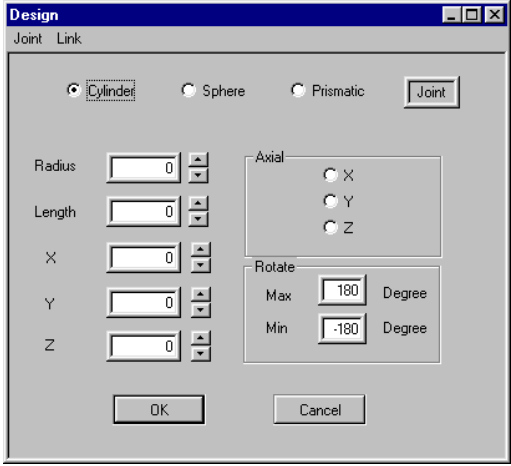 Design
Joint Link
Cylinder Sphere Prismatic Joint
Radius 0
Length 0
X 0
Y 0
Z 0
Axial
X
Y
Z
Rotate
Max 180 Degree
Min -180 Degree
OK Cancel